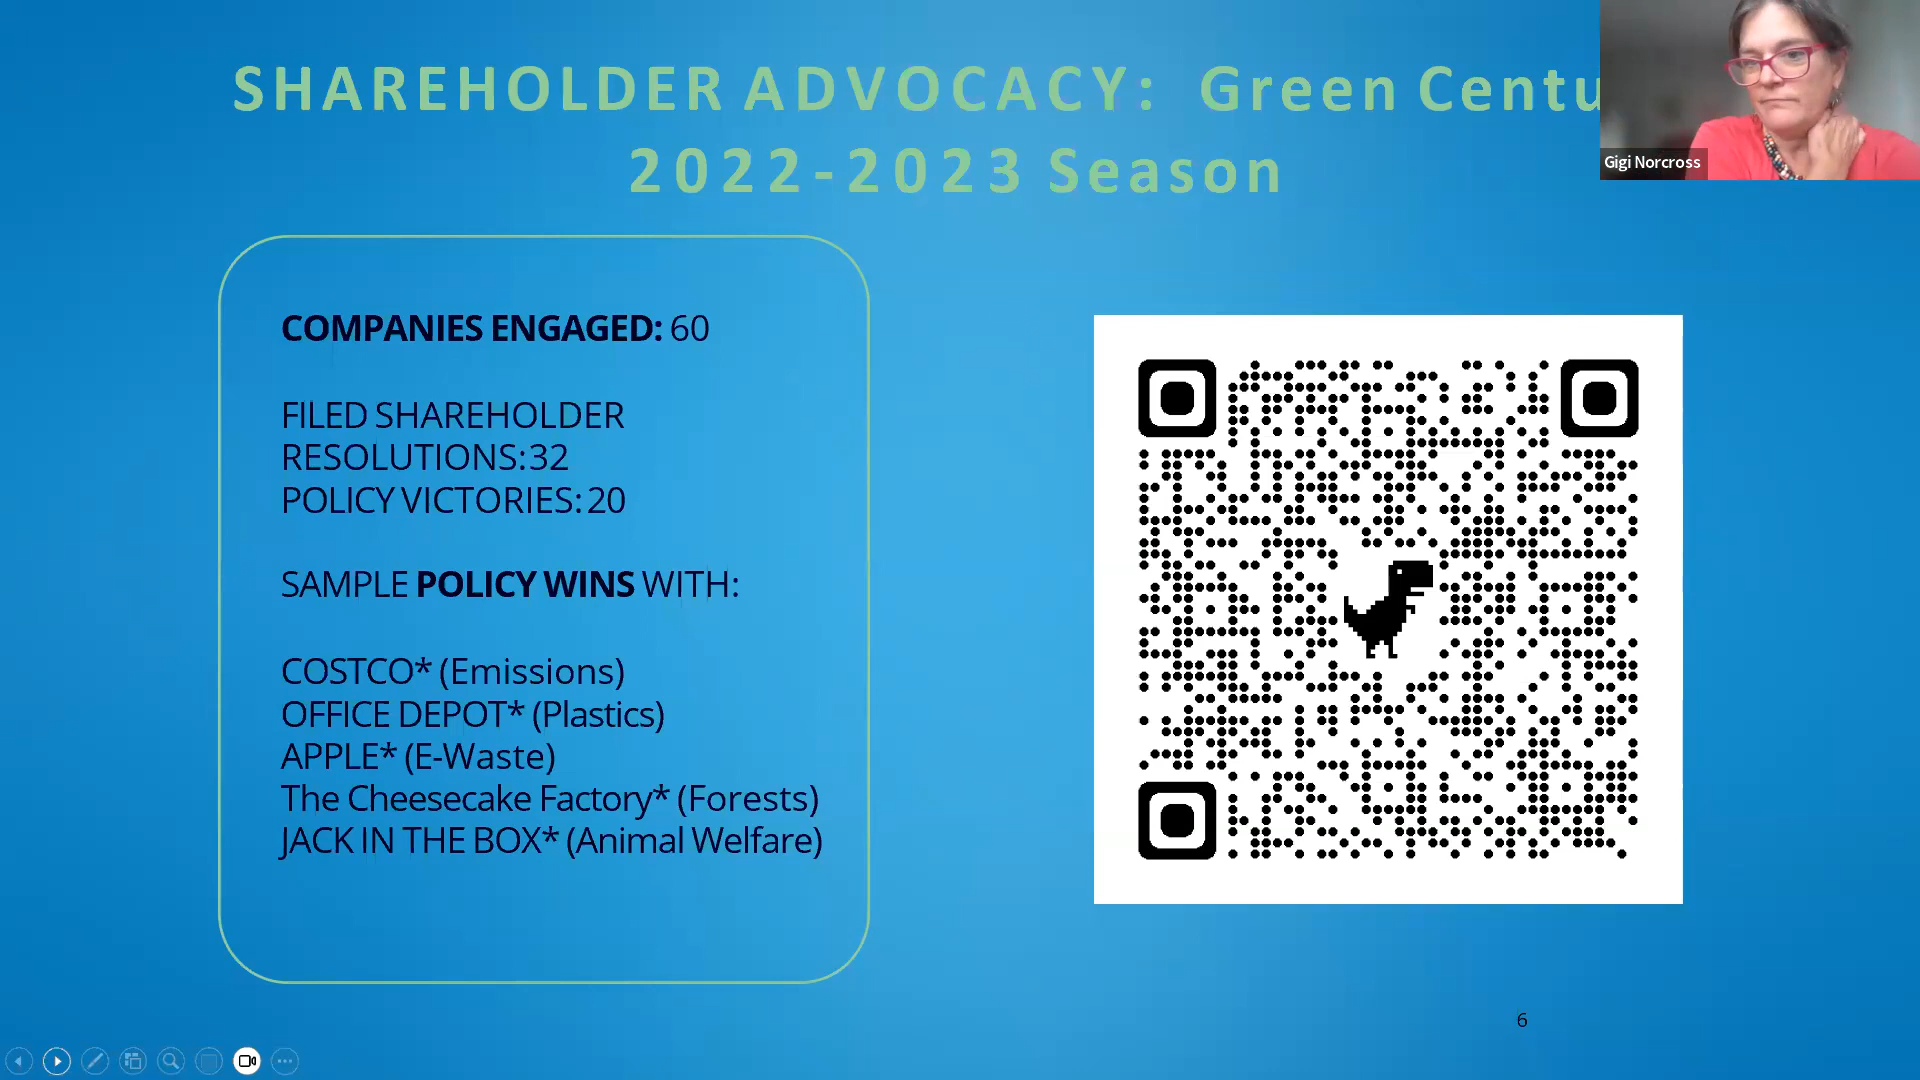 SHAREHOLDER ADVOCACY: Green Centu
2022-2023 Season
Gigi Norcross
COMPANIES ENGAGED: 60
FILED SHAREHOLDER
RESOLUTIONS: 32
POLICY VICTORIES: 20
SAMPLE POLICY WINS WITH:
COSTCO* (Emissions)
OFFICE DEPOT* (Plastics)
APPLE* (E-Waste)
The Cheesecake Factory* (Forests)
JACK IN THE BOX* (Animal Welfare)
6